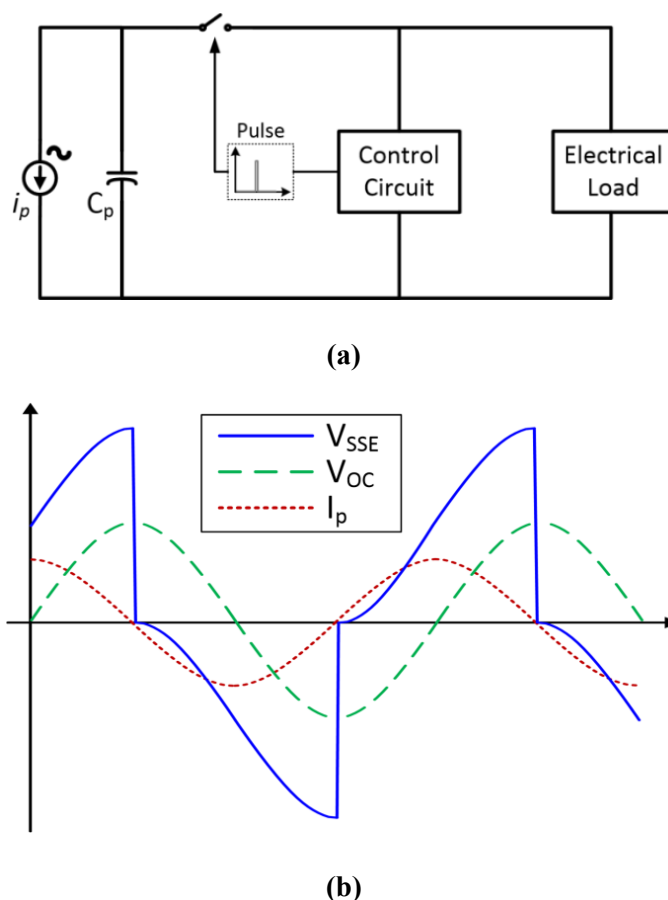 Pulse
Control
Circuit
Electrical
Load
~
i_p
C_p
(a)
V_SSE
V_OC
I_p
(b)